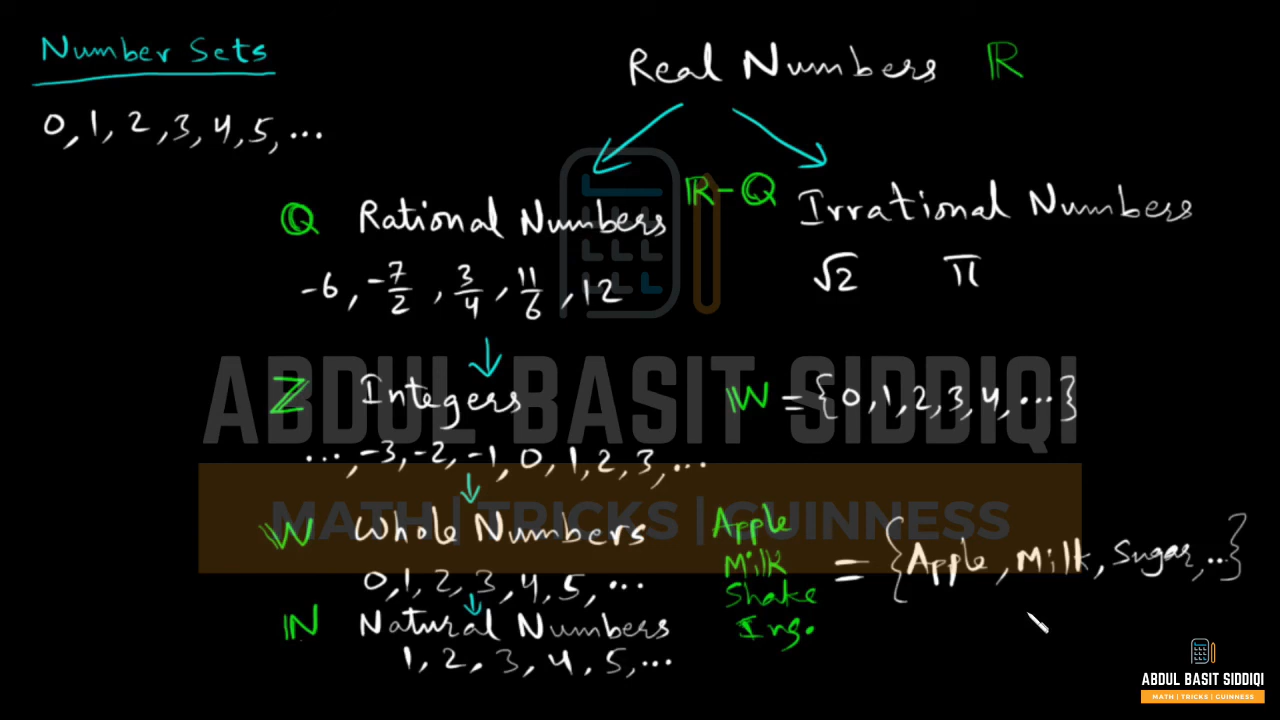 Number Sets
0, 1, 2, 3, 4, 5, ...
Real Numbers ℝ
ℚ Rational Numbers
-6, -7/2, 3/4, 11/6, 12
ℝ-ℚ Irrational Numbers
√2 π
ℤ Integers
..., -3, -2, -1, 0, 1, 2, 3, ...
𝕎 = {0, 1, 2, 3, 4, ...}
𝕎 Whole Numbers
0, 1, 2, 3, 4, 5, ...
ℕ Natural Numbers
1, 2, 3, 4, 5, ...
Apple
Milk
Shake
Ing.
= {Apple, Milk, Sugar, ..}
ABDUL BASIT SIDDIQI
MATH | TRICKS | GUINNESS
ABDUL BASIT SIDDIQI
MATH | TRICKS | GUINNESS